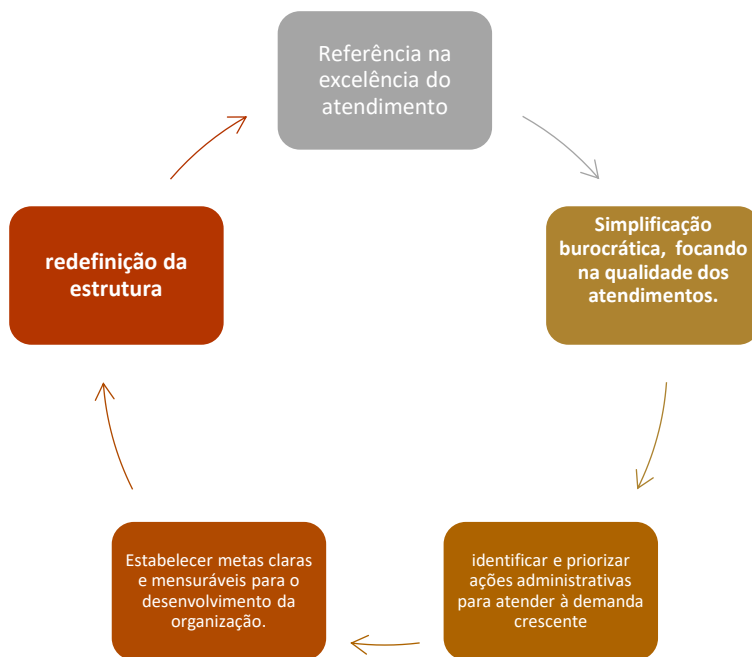 Referência na
excelência do
atendimento
Simplificação
burocrática, focando
na qualidade dos
atendimentos.
identificar e priorizar
ações administrativas
para atender à demanda
crescente
Estabelecer metas claras
e mensuráveis para o
desenvolvimento da
organização.
redefinição da
estrutura